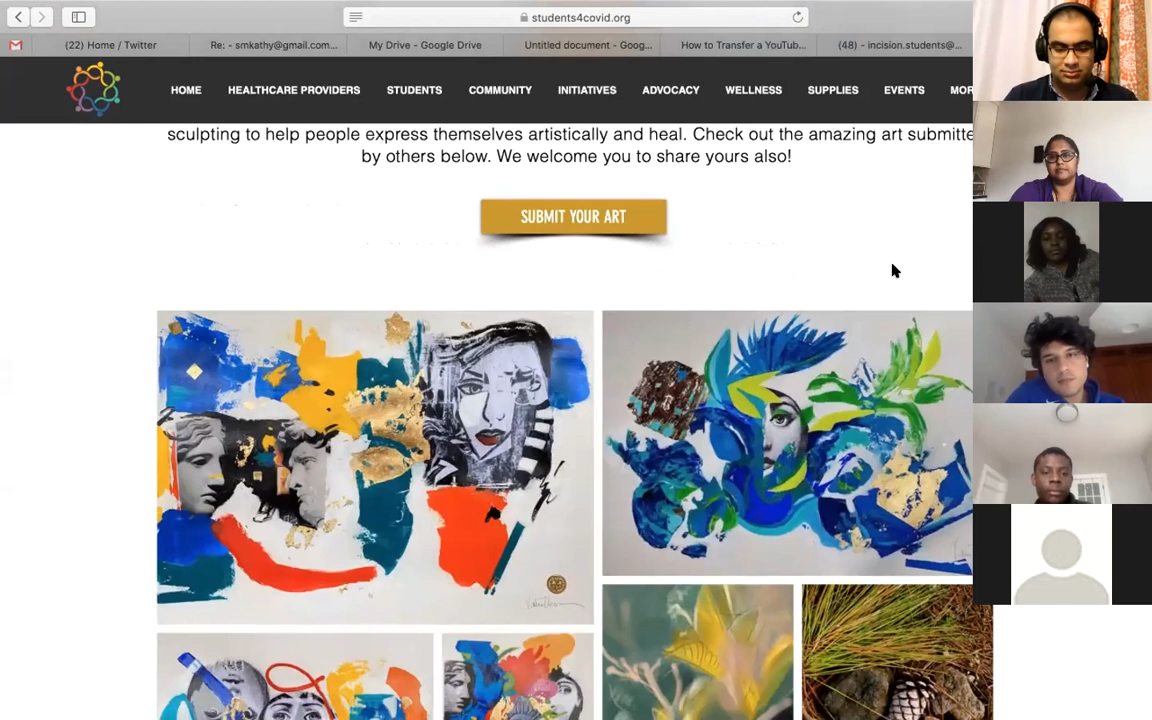 students4covid.org
(22) Home / Twitter
Re; - smkathy@gmail.com...
My Drive - Google Drive
Untitled document - Goog...
How to Transfer a YouTub...
(48) - incision.students@...
HOME
HEALTHCARE PROVIDERS
STUDENTS
COMMUNITY
INITIATIVES
ADVOCACY
WELLNESS
SUPPLIES
EVENTS
MOR
sculpting to help people express themselves artistically and heal. Check out the amazing art submitte
by others below. We welcome you to share yours also!
SUBMIT YOUR ART